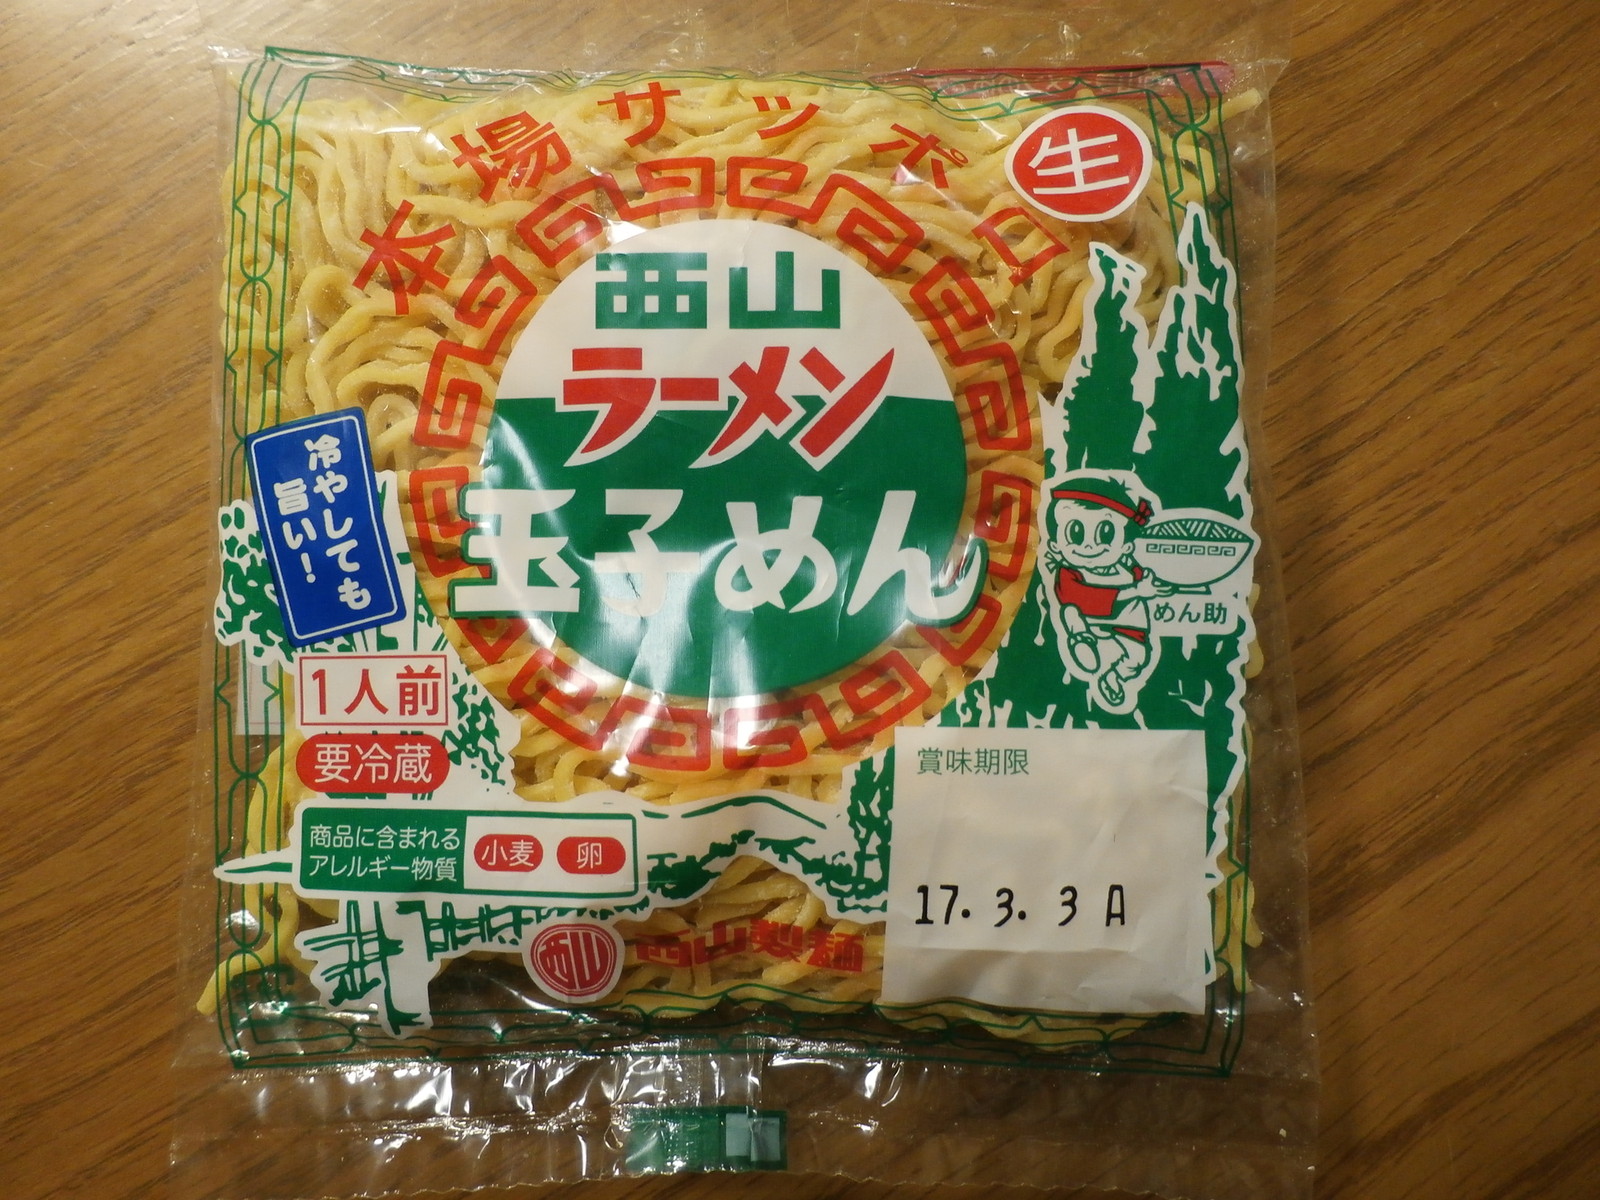 本場サッポロ
生
西山
ラーメン
玉子めん
冷やしても
旨い!
めん助
1人前
要冷蔵
賞味期限
商品に含まれる
アレルギー物質
小麦 卵
17. 3. 3 A
西山 西山製麺